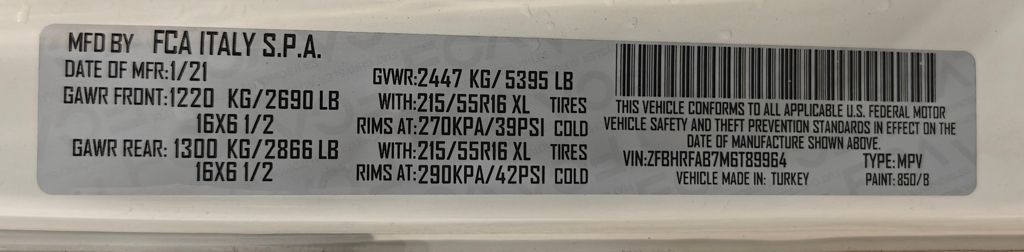 MFD BY FCA ITALY S.P.A.
DATE OF MFR:1/21 GVWR:2447 KG/5395 LB
GAWR FRONT:1220 KG/2690 LB WITH:215/55R16 XL TIRES
16X6 1/2 RIMS AT:270KPA/39PSI COLD
GAWR REAR: 1300 KG/2866 LB WITH:215/55R16 XL TIRES
16X6 1/2 RIMS AT:290KPA/42PSI COLD
THIS VEHICLE CONFORMS TO ALL APPLICABLE U.S. FEDERAL MOTOR
VEHICLE SAFETY AND THEFT PREVENTION STANDARDS IN EFFECT ON THE
DATE OF MANUFACTURE SHOWN ABOVE.
VIN:ZFBHRFAB7M6T89964 TYPE:MPV
VEHICLE MADE IN: TURKEY PAINT: 850/B